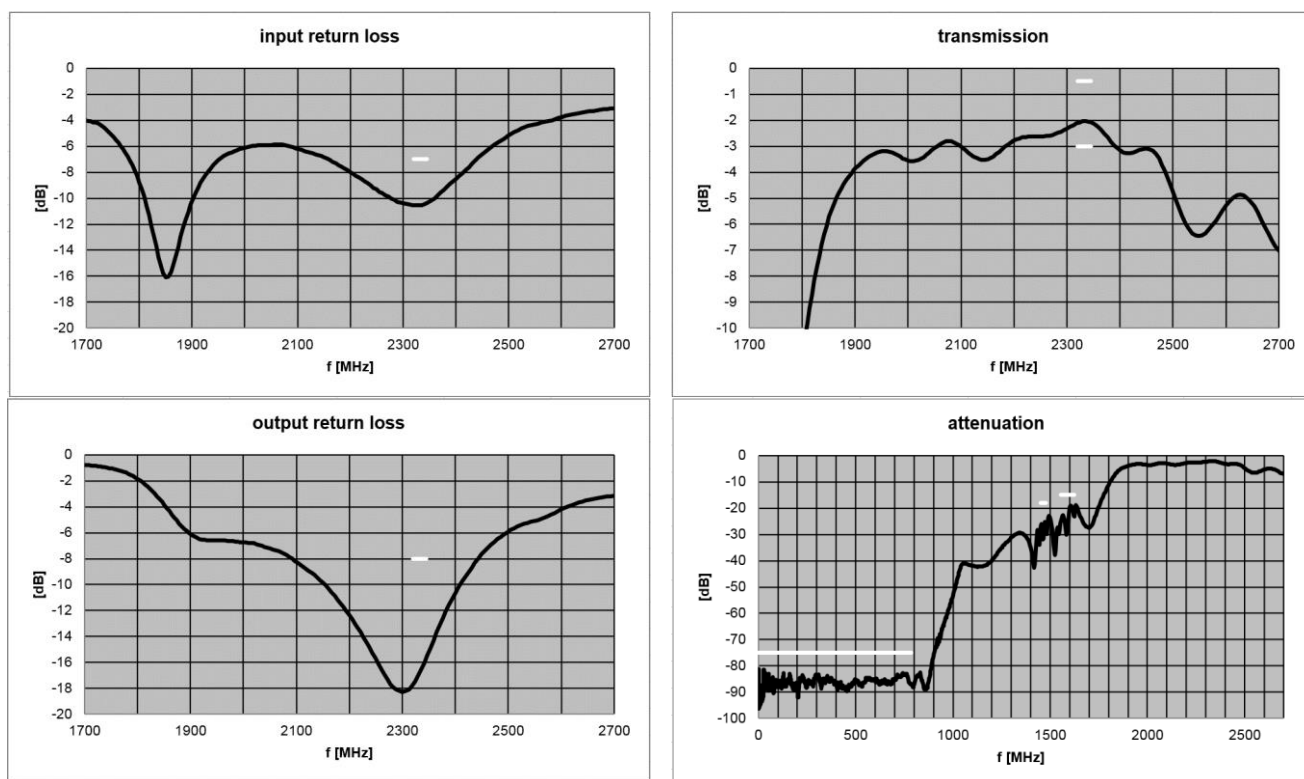 input return loss
0
-2
-4
-6
-8
-10
-12
-14
-16
-18
-20
[dB]
1700 1900 2100 2300 2500 2700
f [MHz]
transmission
0
-1
-2
-3
-4
-5
-6
-7
-8
-9
-10
[dB]
1700 1900 2100 2300 2500 2700
f [MHz]
output return loss
0
-2
-4
-6
-8
-10
-12
-14
-16
-18
-20
[dB]
1700 1900 2100 2300 2500 2700
f [MHz]
attenuation
0
-10
-20
-30
-40
-50
-60
-70
-80
-90
-100
[dB]
0 500 1000 1500 2000 2500
f [MHz]